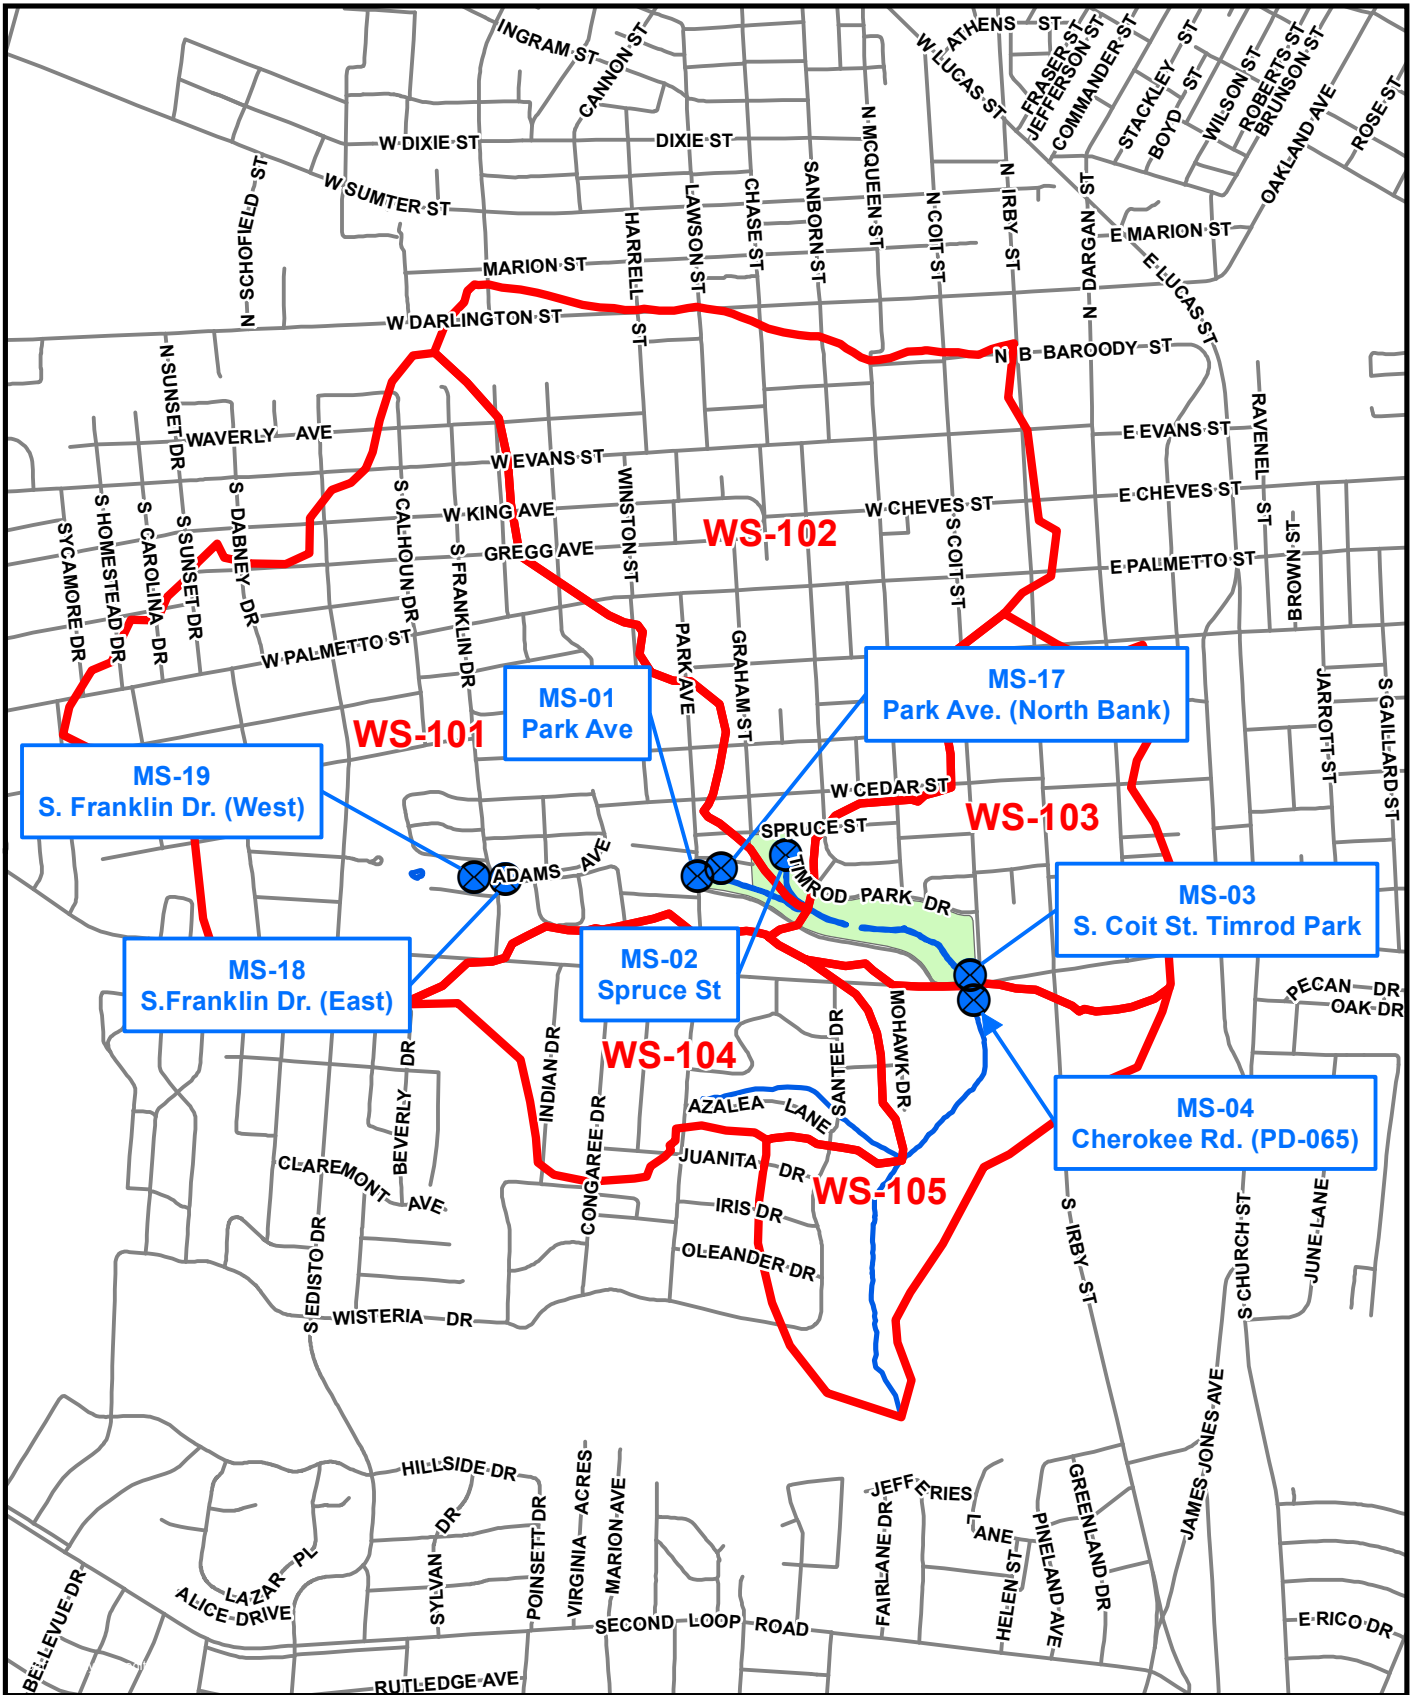 INGRAM ST
CANNON ST
W LUCAS ST
ATHENS ST
FRASER ST
JEFFERSON ST
COMMANDER ST
STACKLEY ST
BOYD ST
WILSON ST
ROBERTS ST
BRUNSON ST
OAKLAND AVE
ROSE ST
W DIXIE ST
DIXIE ST
W SUMTER ST
N SCHOFIELD ST
HARRELL ST
LAWSON ST
CHASE ST
SANBORN ST
N MCQUEEN ST
N COIT ST
N IRBY ST
N DARGAN ST
E MARION ST
E LUCAS ST
MARION ST
W DARLINGTON ST
N B BAROODY ST
N SUNSET DR
WAVERLY AVE
W EVANS ST
E EVANS ST
RAVENEL ST
SYCAMORE DR
S HOMESTEAD DR
S CAROLINA DR
S SUNSET DR
S DABNEY DR
S CALHOUN DR
S FRANKLIN DR
W KING AVE
GREGG AVE
WINSTON ST
WS-102
W CHEVES ST
E CHEVES ST
S COIT ST
E PALMETTO ST
BROWN ST
W PALMETTO ST
PARK AVE
GRAHAM ST
JARROTT ST
S GAILLARD ST
MS-01
Park Ave
MS-17
Park Ave. (North Bank)
WS-101
MS-19
S. Franklin Dr. (West)
W CEDAR ST
SPRUCE ST
WS-103
ADAMS AVE
TIMROD PARK DR
MS-03
S. Coit St. Timrod Park
MS-18
S.Franklin Dr. (East)
MS-02
Spruce St
PECAN DR
OAK DR
BEVERLY DR
INDIAN DR
CONGAREE DR
WS-104
SANTEE DR
MOHAWK DR
AZALEA LANE
MS-04
Cherokee Rd. (PD-065)
CLAREMONT AVE
JUANITA DR
WS-105
IRIS DR
OLEANDER DR
S EDISTO DR
WISTERIA DR
S IRBY ST
S CHURCH ST
JUNE LANE
JAMES JONES AVE
HILLSIDE DR
SYLVAN DR
POINSETT DR
VIRGINIA ACRES
MARION AVE
JEFFERIES LANE
FAIRLANE DR
HELEN ST
PINELAND AVE
GREENLAND DR
LAZAR PL
ALICE DRIVE
BELLEVUE DR
SECOND LOOP ROAD
E RICO DR
RUTLEDGE AVE